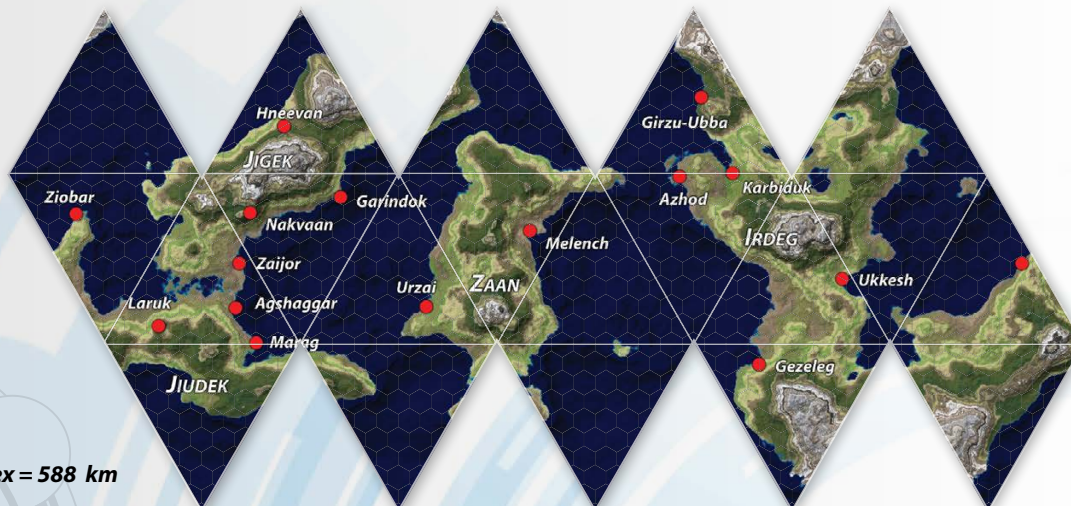 Hneevan
Girzu-Ubba
JIGEK
Karbiduk
Ziobar
Garindok
Azhod
Nakvaan
IRDEG
Melench
Zaijor
Ukkesh
Urzai
ZAAN
Laruk
Agshaggar
Marag
Gezeleg
JIUDEK
ex = 588 km